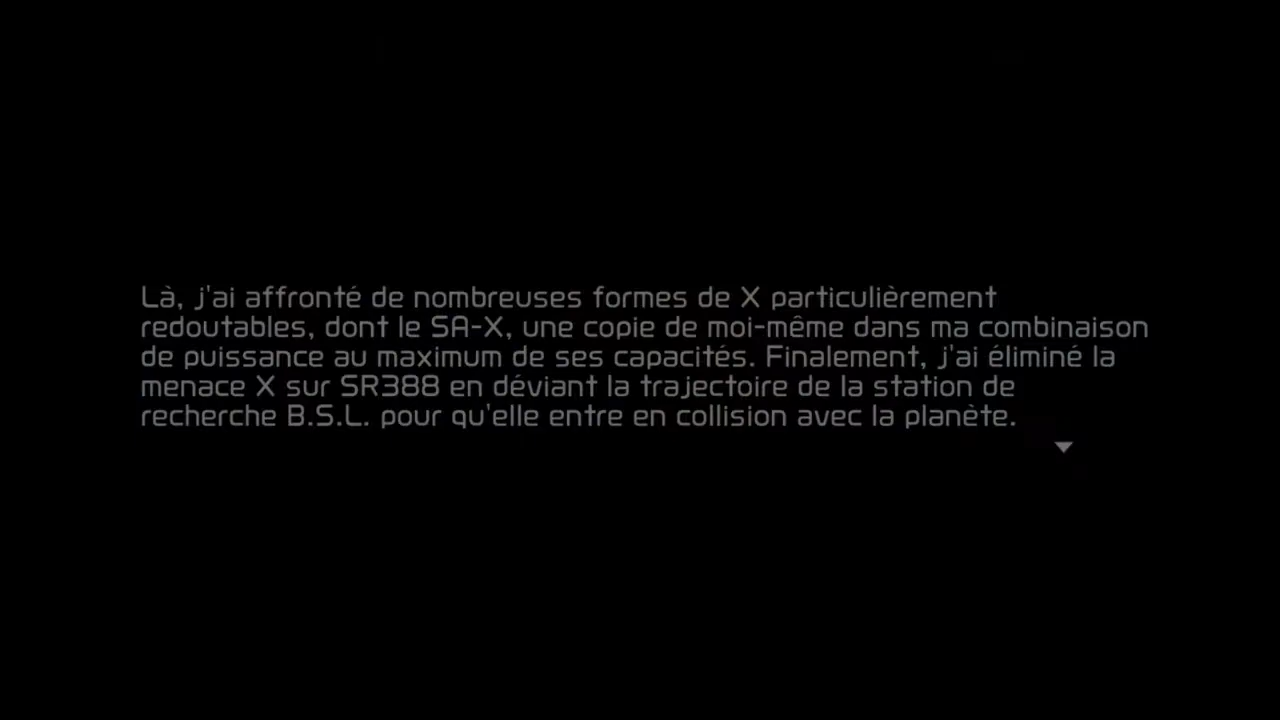 Là, j'ai affronté de nombreuses formes de X particulièrement
redoutables, dont le SA-X, une copie de moi-même dans ma combinaison
de puissance au maximum de ses capacités. Finalement, j'ai éliminé la
menace X sur SR388 en déviant la trajectoire de la station de
recherche B.S.L. pour qu'elle entre en collision avec la planète.